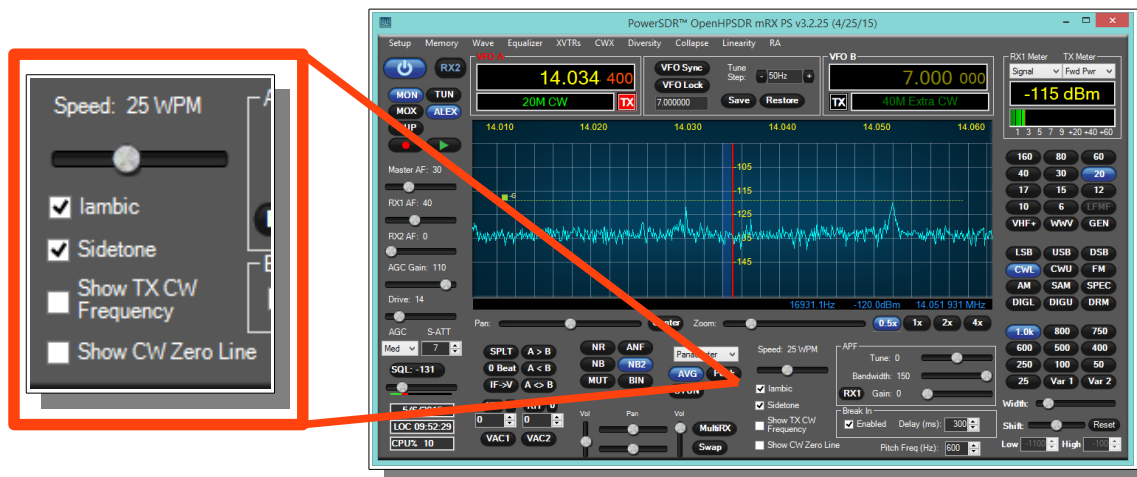 Speed: 25 WPM
Iambic
Sidetone
Show TX CW
Frequency
Show CW Zero Line
PowerSDR™ OpenHPSDR mRX PS v3.2.25 (4/25/15)
Setup Memory Wave Equalizer XVTRs CWX Diversity Collapse Linearity RA
RX2
MON TUN
MOX ALEX
VFO A
14.034 400
20M CW TX
VFO Sync
VFO Lock
7.000000
Tune
Step: - 50Hz +
Save Restore
VFO B
7.000 000
TX 40M Extra CW
RX1 Meter TX Meter
Signal Fwd Pwr
-115 dBm
1 3 5 7 9 +20 +40 +60
14.010 14.020 14.030 14.040 14.050 14.060
-6
-105
-115
-125
-135
-145
16931.1Hz -120.0dBm 14.051 931 MHz
Master AF: 30
RX1 AF: 40
RX2 AF: 0
AGC Gain: 110
Drive: 14
AGC S-ATT
Med 7
SQL: -131
LOC 09:52:29
CPU% 10
Pan: Center Zoom: 0.5x 1x 2x 4x
SPLT A > B
0 Beat A < B
IF->V A <> B
0 0
VAC1 VAC2
NR ANF
NB NB2
MUT BIN
AVG
Vol Pan Vol
MultiRX
Swap
Speed: 25 WPM
Iambic
Sidetone
Show TX CW
Frequency
Show CW Zero Line
APF
Tune: 0
Bandwidth: 150
RX1 Gain: 0
Break In
Enabled Delay (ms): 300
Pitch Freq (Hz): 600
160 80 60
40 30 20
17 15 12
10 6 LFMF
VHF+ WWV GEN
LSB USB DSB
CWL CWU FM
AM SAM SPEC
DIGL DIGU DRM
1.0k 800 750
600 500 400
250 100 50
25 Var 1 Var 2
Width:
Shift: Reset
Low -1100 High -100